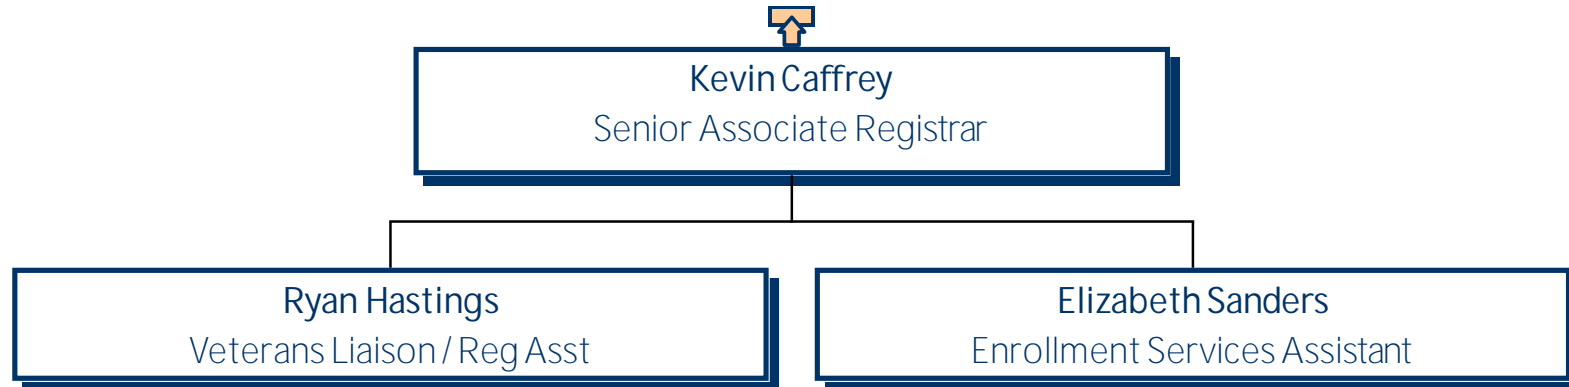 Kevin Caffrey
Senior Associate Registrar
Ryan Hastings
Veterans Liaison / Reg Asst
Elizabeth Sanders
Enrollment Services Assistant